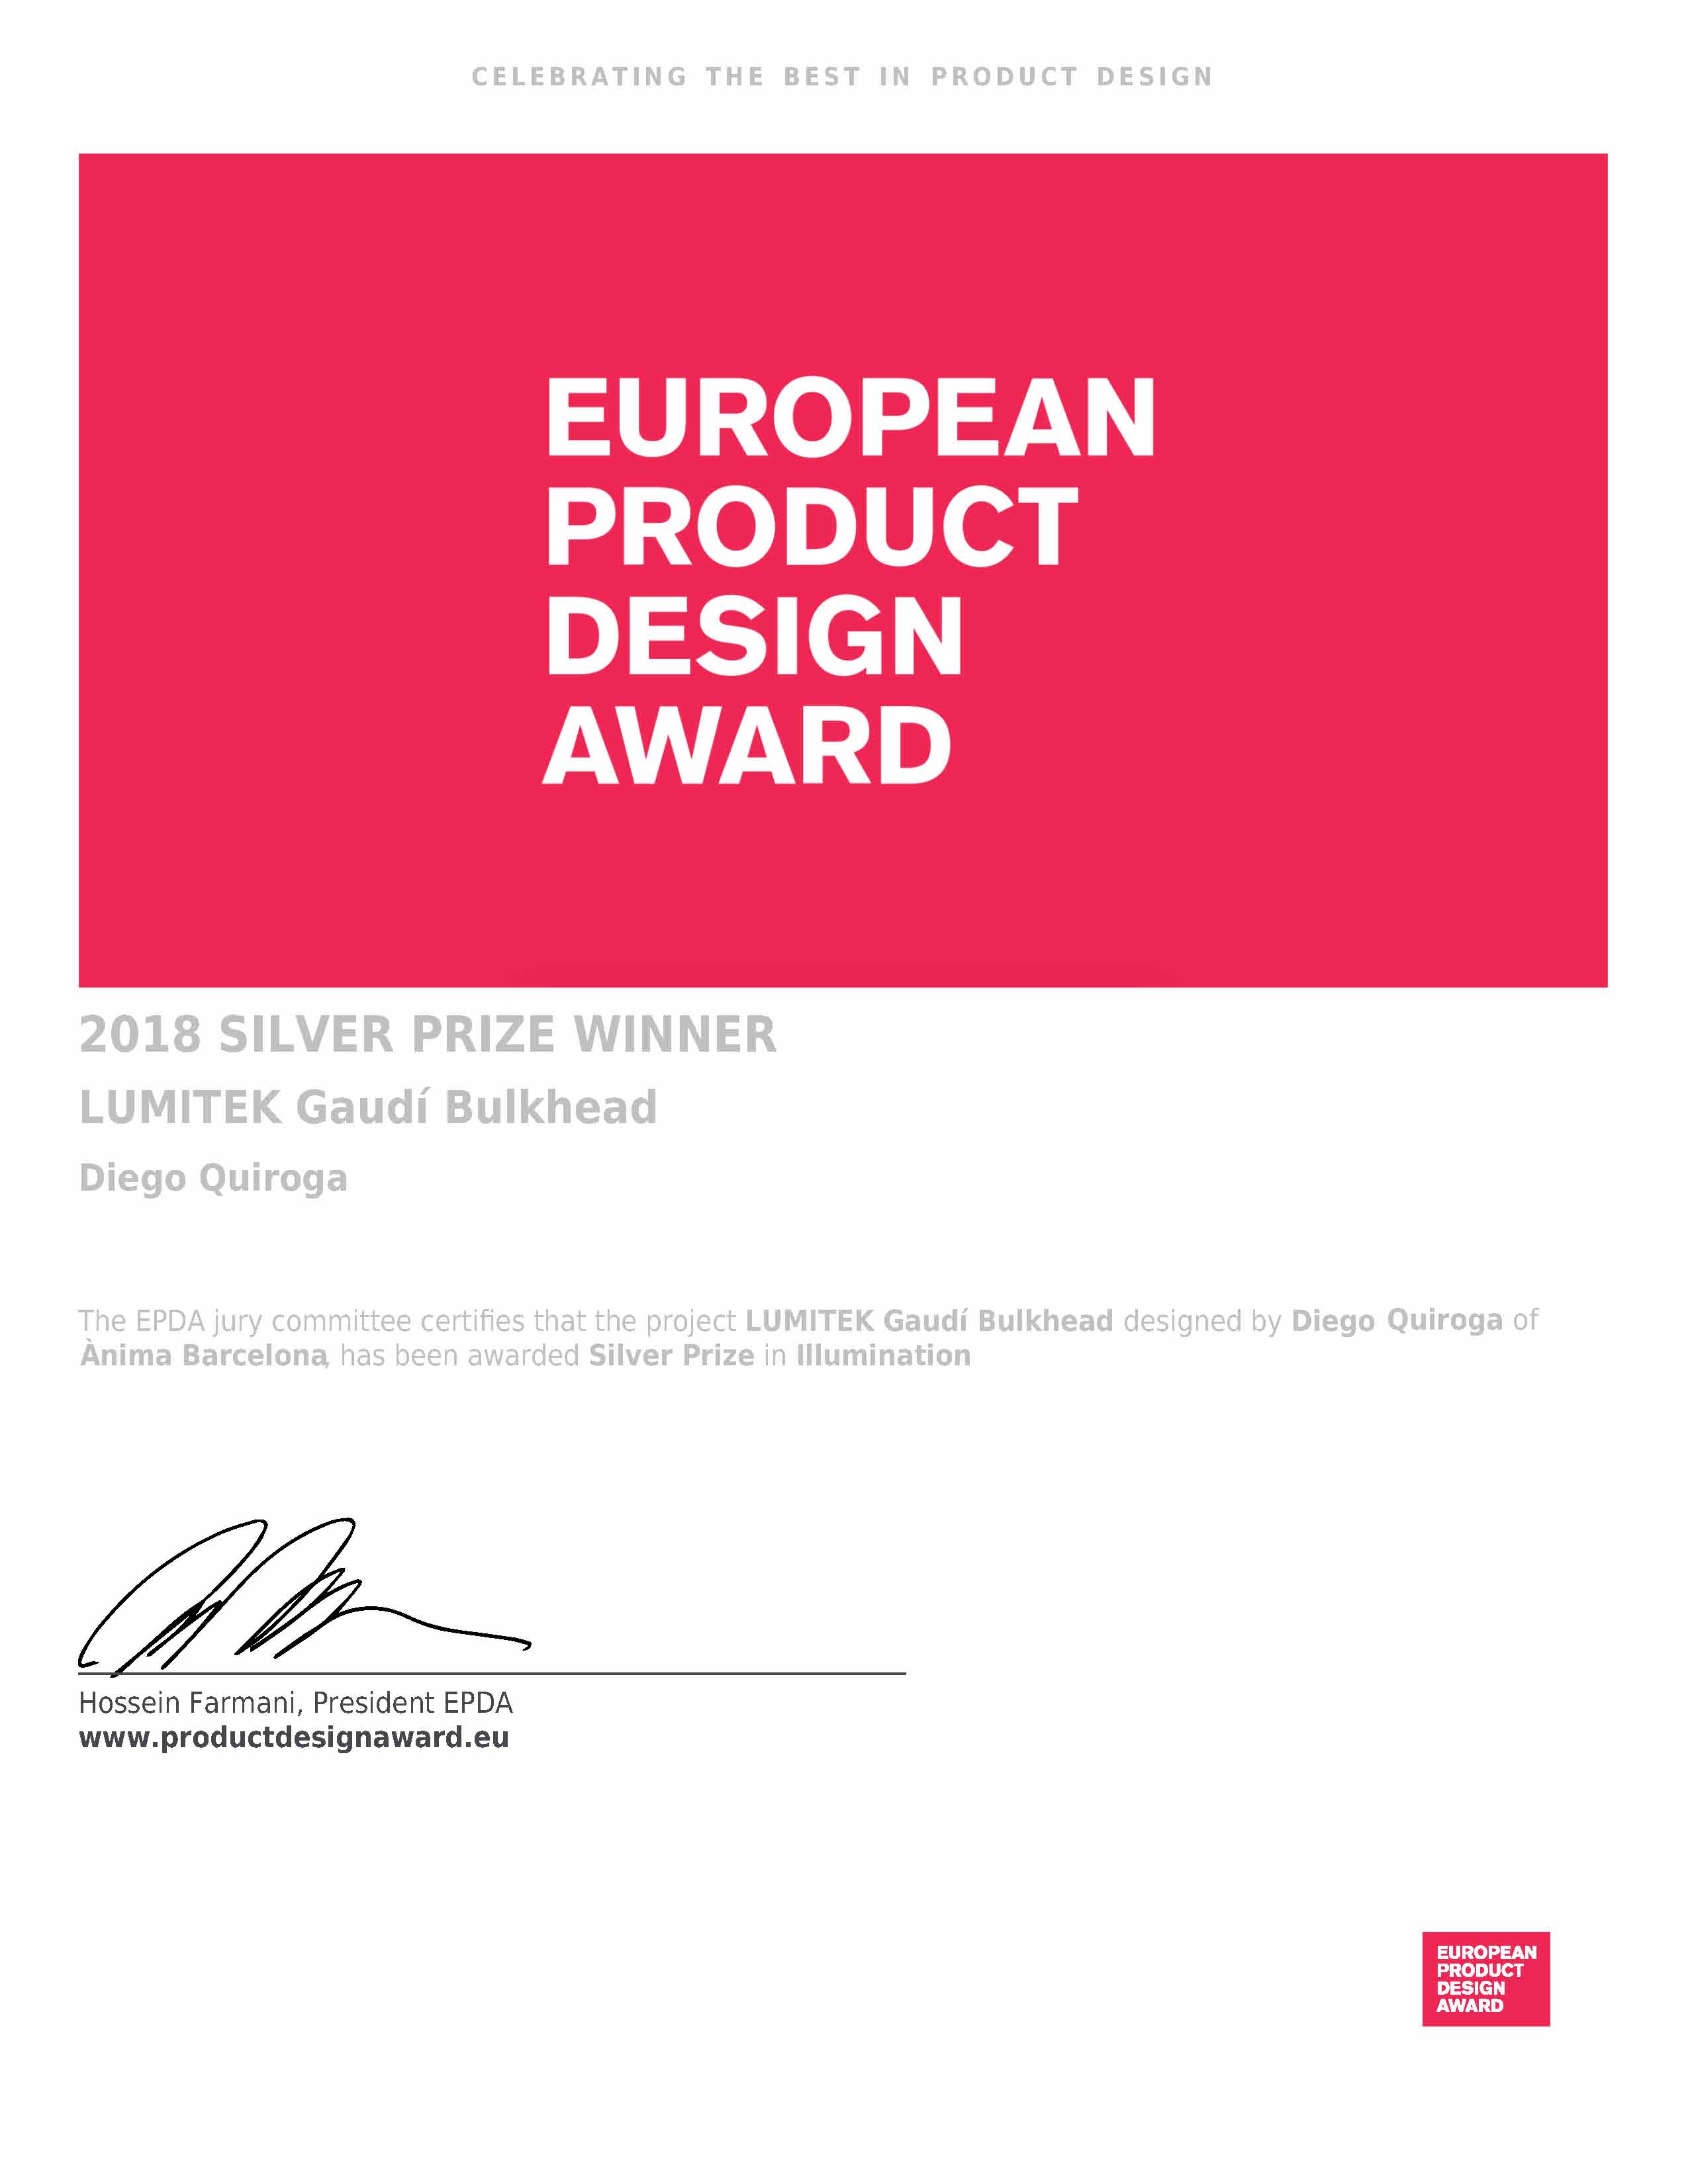 CELEBRATING THE BEST IN PRODUCT DESIGN
EUROPEAN
PRODUCT
DESIGN
AWARD
2018 SILVER PRIZE WINNER
LUMITEK Gaudí Bulkhead
Diego Quiroga
The EPDA jury committee certifies that the project LUMITEK Gaudí Bulkhead designed by Diego Quiroga of
Ànima Barcelona, has been awarded Silver Prize in Illumination
Hossein Farmani, President EPDA
www.productdesignaward.eu
EUROPEAN
PRODUCT
DESIGN
AWARD